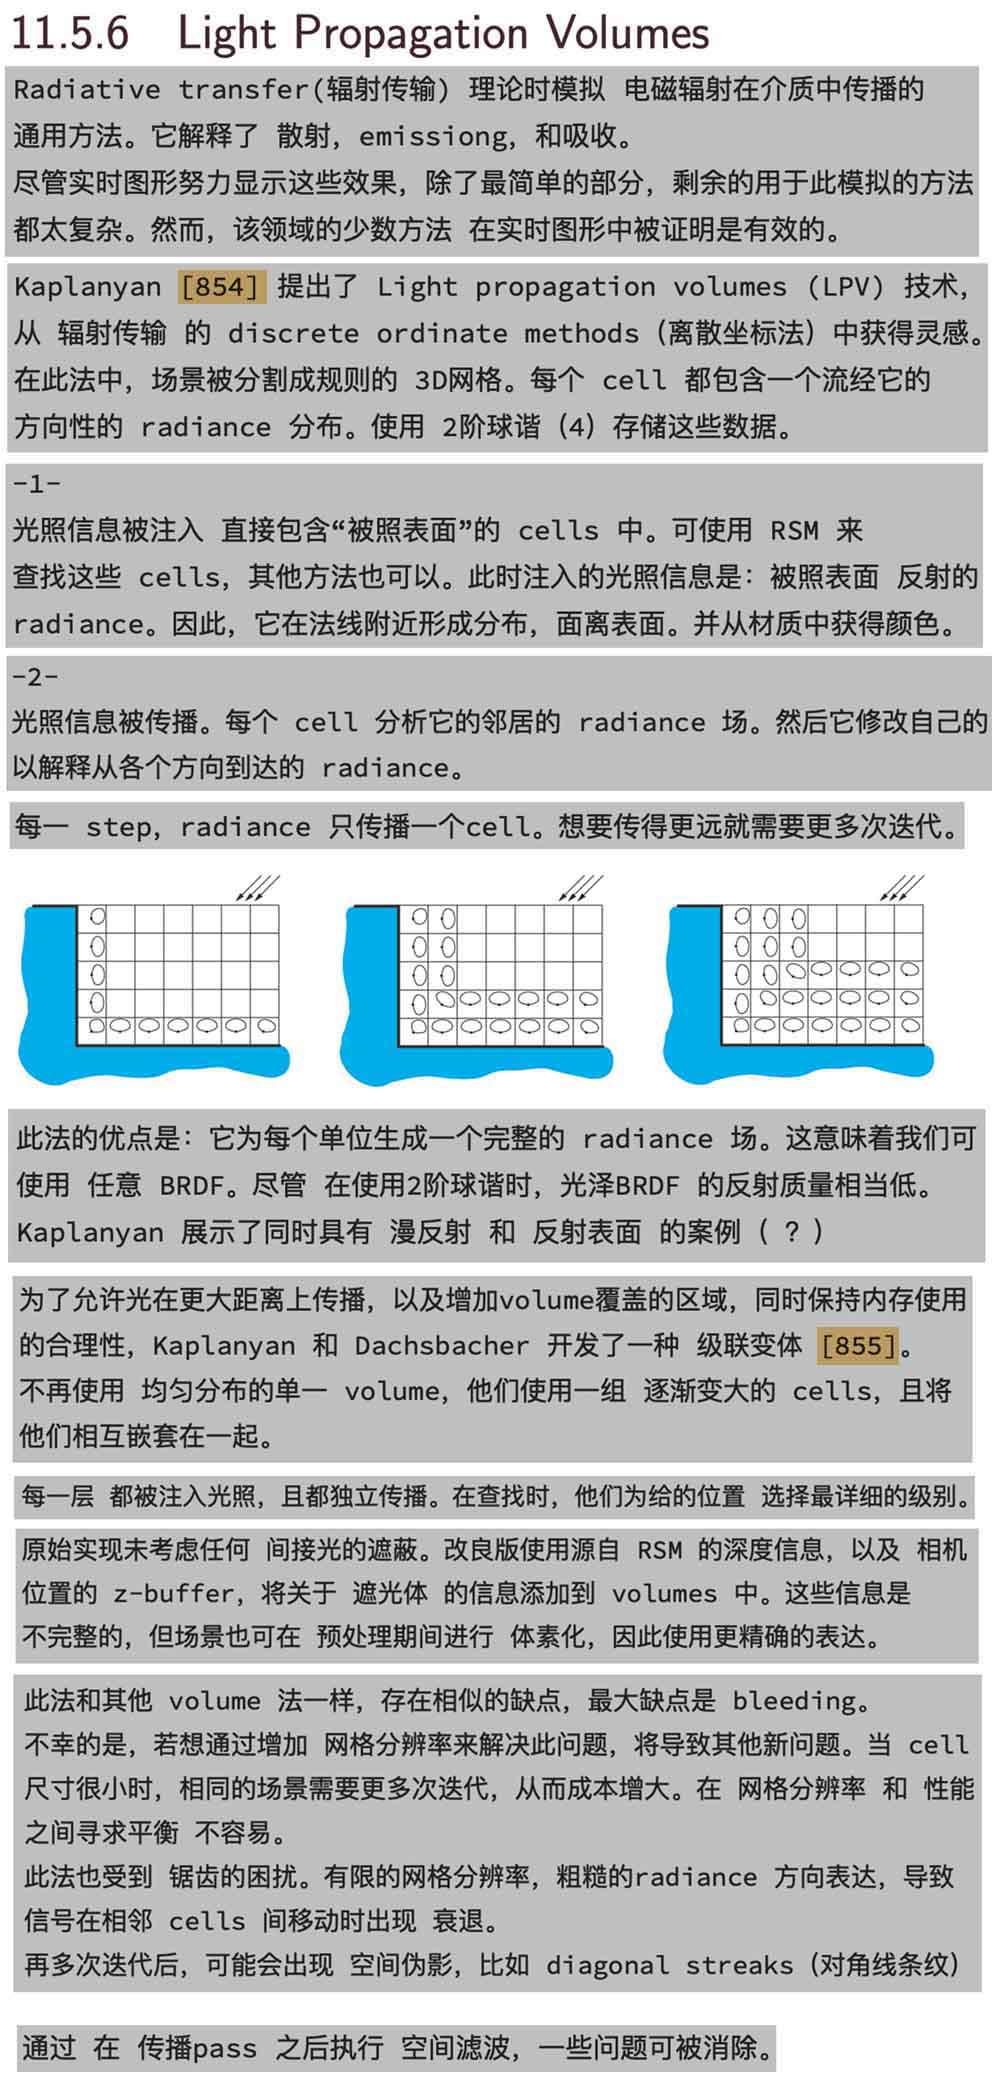 11.5.6 Light Propagation Volumes
Radiative transfer(辐射传输) 理论时模拟 电磁辐射在介质中传播的
通用方法。它解释了 散射，emissiong，和吸收。
尽管实时图形努力显示这些效果，除了最简单的部分，剩余的用于此模拟的方法
都太复杂。然而，该领域的少数方法 在实时图形中被证明是有效的。
Kaplanyan [854] 提出了 Light propagation volumes (LPV) 技术，
从 辐射传输 的 discrete ordinate methods（离散坐标法）中获得灵感。
在此法中，场景被分割成规则的 3D网格。每个 cell 都包含一个流经它的
方向性的 radiance 分布。使用 2阶球谐（4）存储这些数据。
-1-
光照信息被注入 直接包含“被照表面”的 cells 中。可使用 RSM 来
查找这些 cells，其他方法也可以。此时注入的光照信息是：被照表面 反射的
radiance。因此，它在法线附近形成分布，面离表面。并从材质中获得颜色。
-2-
光照信息被传播。每个 cell 分析它的邻居的 radiance 场。然后它修改自己的
以解释从各个方向到达的 radiance。
每一 step，radiance 只传播一个cell。想要传得更远就需要更多次迭代。
此法的优点是：它为每个单位生成一个完整的 radiance 场。这意味着我们可
使用 任意 BRDF。尽管 在使用2阶球谐时，光泽BRDF 的反射质量相当低。
Kaplanyan 展示了同时具有 漫反射 和 反射表面 的案例（ ? ）
为了允许光在更大距离上传播，以及增加volume覆盖的区域，同时保持内存使用
的合理性，Kaplanyan 和 Dachsbacher 开发了一种 级联变体 [855]。
不再使用 均匀分布的单一 volume，他们使用一组 逐渐变大的 cells，且将
他们相互嵌套在一起。
每一层 都被注入光照，且都独立传播。在查找时，他们为给的位置 选择最详细的级别。
原始实现未考虑任何 间接光的遮蔽。改良版使用源自 RSM 的深度信息，以及 相机
位置的 z-buffer，将关于 遮光体 的信息添加到 volumes 中。这些信息是
不完整的，但场景也可在 预处理期间进行 体素化，因此使用更精确的表达。
此法和其他 volume 法一样，存在相似的缺点，最大缺点是 bleeding。
不幸的是，若想通过增加 网格分辨率来解决此问题，将导致其他新问题。当 cell
尺寸很小时，相同的场景需要更多次迭代，从而成本增大。在 网格分辨率 和 性能
之间寻求平衡 不容易。
此法也受到 锯齿的困扰。有限的网格分辨率，粗糙的radiance 方向表达，导致
信号在相邻 cells 间移动时出现 衰退。
再多次迭代后，可能会出现 空间伪影，比如 diagonal streaks（对角线条纹）
通过 在 传播pass 之后执行 空间滤波，一些问题可被消除。